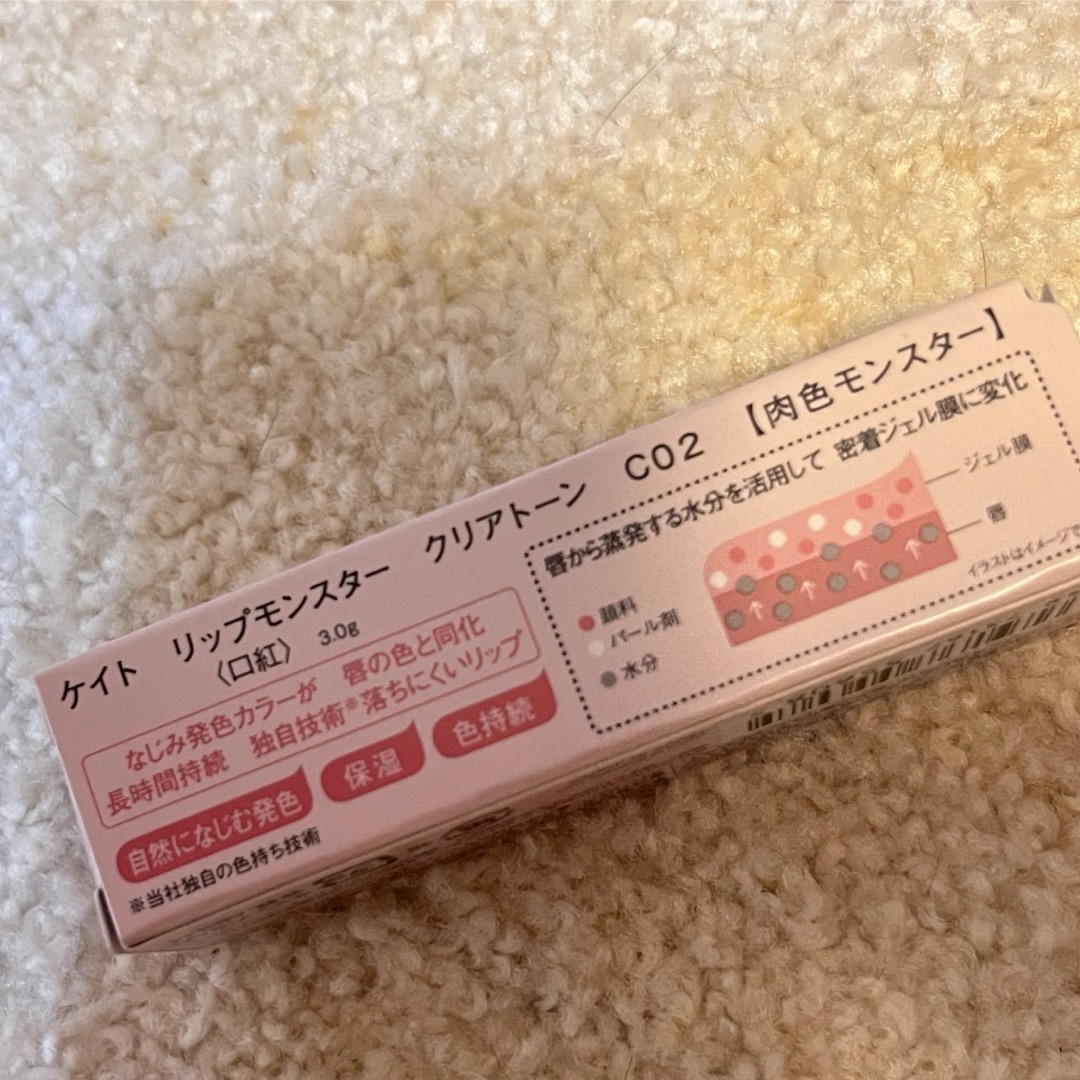 ケイト リップモンスター クリアトーン C02 【肉色モンスター】
〈口紅〉 3.0g
なじみ発色カラーが 唇の色と同化
長時間持続 独自技術※落ちにくいリップ
自然になじむ発色 保湿 色持続
※当社独自の色持ち技術
唇から蒸発する水分を活用して 密着ジェル膜に変化
顔料
パール剤
水分
ジェル膜
唇
イラストはイメージで